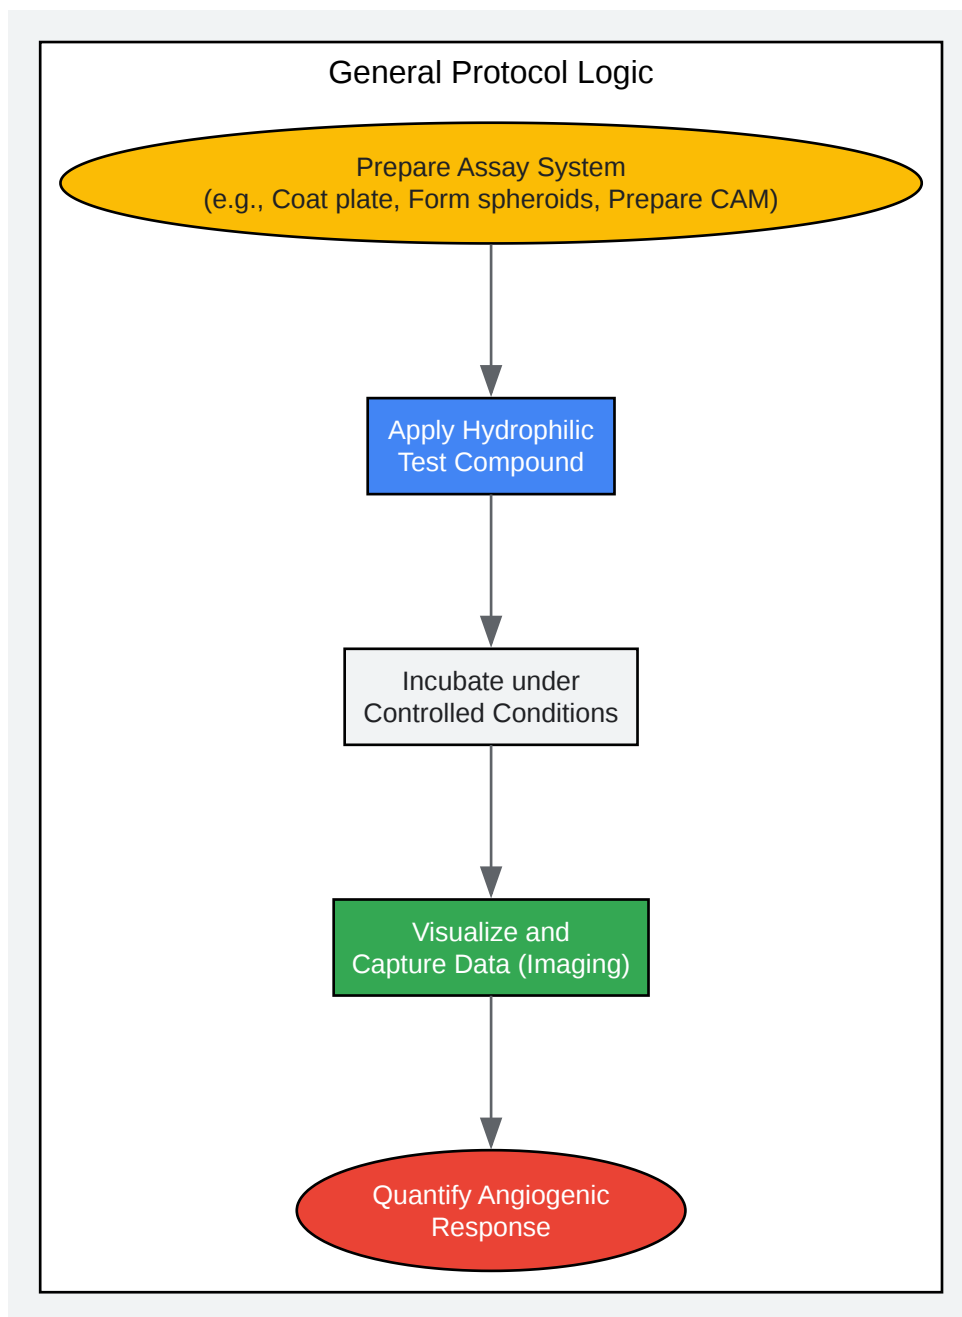 General Protocol Logic
Prepare Assay System
(e.g., Coat plate, Form spheroids, Prepare CAM)
Apply Hydrophilic
Test Compound
Incubate under
Controlled Conditions
Visualize and
Capture Data (Imaging)
Quantify Angiogenic
Response